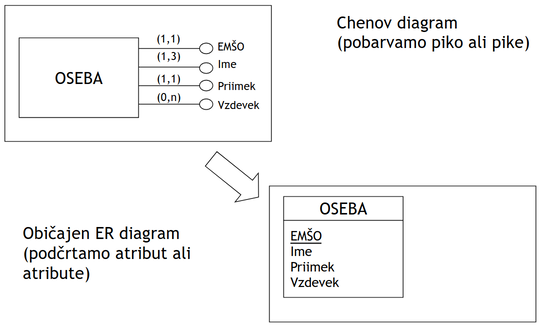 Chenov diagram
(pobarvamo piko ali pike)
OSEBA
(1,1)
EMŠO
(1,3)
Ime
(1,1)
Priimek
(0,n)
Vzdevek
Običajen ER diagram
(podčrtamo atribut ali
atribute)
OSEBA
EMŠO
Ime
Priimek
Vzdevek